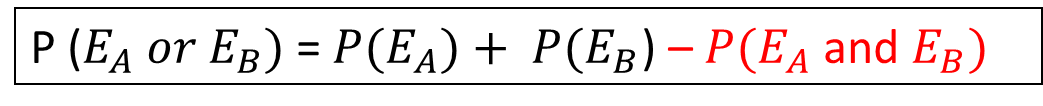 P (E_A or E_B) = P(E_A) + P(E_B) – P(E_A and E_B)